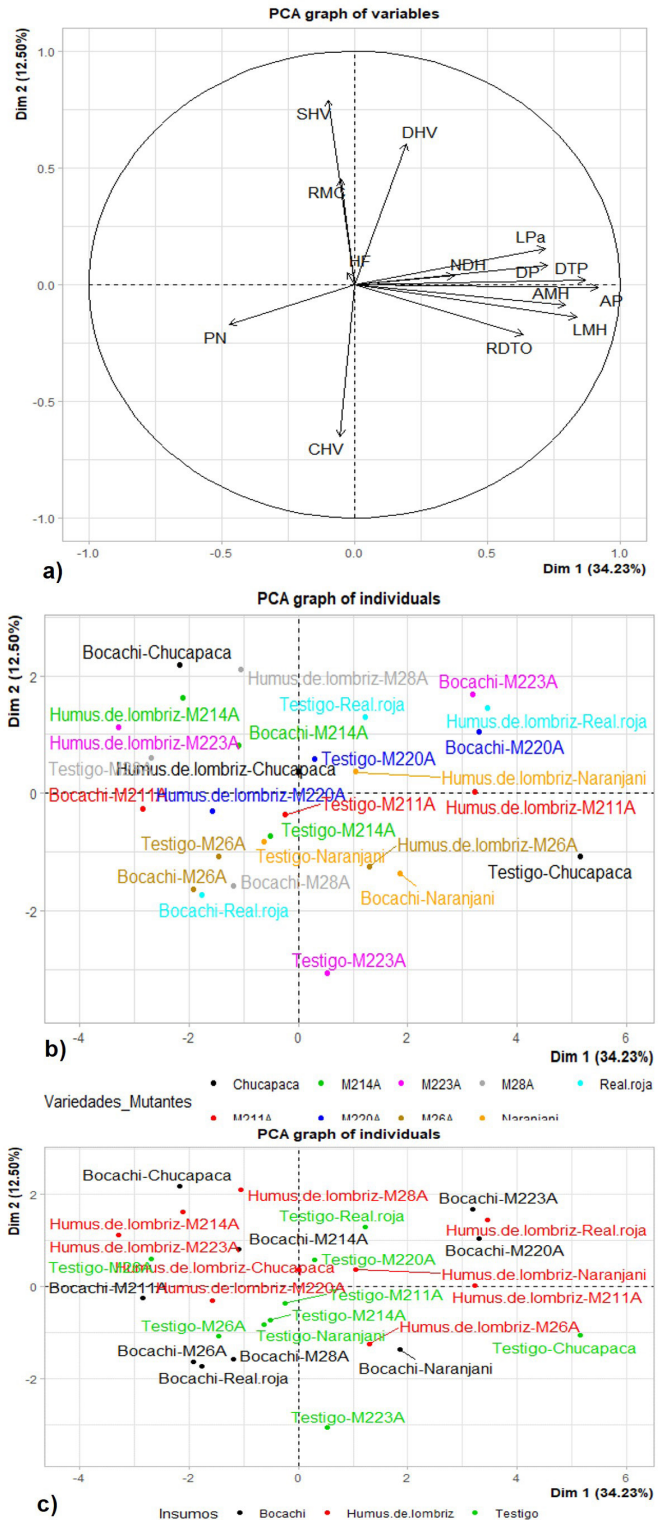 PCA graph of variables
Dim 2 (12.50%)
1.0
0.5
0.0
-0.5
-1.0
SHV
DHV
RMC
HF
LPa
NDH
DP
DTP
AMH
AP
LMH
RDTO
PN
CHV
-1.0 -0.5 0.0 0.5 1.0
Dim 1 (34.23%)
a)
PCA graph of individuals
Dim 2 (12.50%)
2
0
-2
Bocachi-Chucapaca
Humus.de.lombriz-M28A
Bocachi-M223A
Testigo-Real.roja
Humus.de.lombriz-M214A
Humus.de.lombriz-Real.roja
Humus.de.lombriz-M223A
Bocachi-M214A
Bocachi-M220A
Testigo-M28A
Humus.de.lombriz-Chucapaca
Testigo-M220A
Humus.de.lombriz-Naranjani
Bocachi-M211A
Humus.de.lombriz-M220A
Testigo-M211A
Humus.de.lombriz-M211A
Testigo-M214A
Testigo-M26A
Testigo-Naranjani
Humus.de.lombriz-M26A
Testigo-Chucapaca
Bocachi-M26A
Bocachi-M28A
Bocachi-Naranjani
Bocachi-Real.roja
Testigo-M223A
-4 -2 0 2 4 6
Dim 1 (34.23%)
b)
Variedades_Mutantes
Chucapaca M214A M223A M28A Real.roja
M211A M220A M26A Naranjani
PCA graph of individuals
Dim 2 (12.50%)
2
0
-2
Bocachi-Chucapaca
Humus.de.lombriz-M28A
Bocachi-M223A
Testigo-Real.roja
Humus.de.lombriz-M214A
Humus.de.lombriz-Real.roja
Humus.de.lombriz-M223A
Bocachi-M214A
Bocachi-M220A
Testigo-M28A
Humus.de.lombriz-Chucapaca
Testigo-M220A
Humus.de.lombriz-Naranjani
Bocachi-M211A
Humus.de.lombriz-M220A
Testigo-M211A
Humus.de.lombriz-M211A
Testigo-M214A
Testigo-M26A
Testigo-Naranjani
Humus.de.lombriz-M26A
Testigo-Chucapaca
Bocachi-M26A
Bocachi-M28A
Bocachi-Naranjani
Bocachi-Real.roja
Testigo-M223A
-4 -2 0 2 4 6
Dim 1 (34.23%)
c)
Insumos Bocachi Humus.de.lombriz Testigo